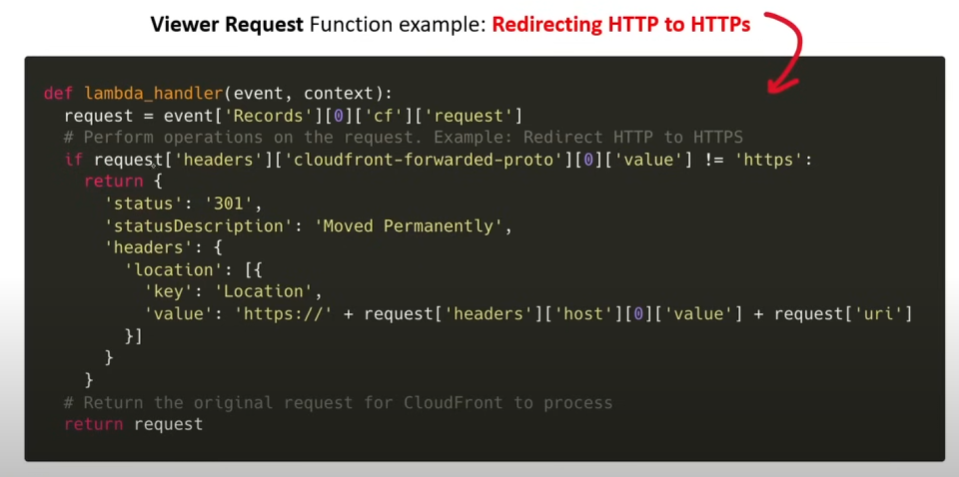 Viewer Request Function example: Redirecting HTTP to HTTPs
def lambda_handler(event, context):
  request = event['Records'][0]['cf']['request']
  # Perform operations on the request. Example: Redirect HTTP to HTTPS
  if request['headers']['cloudfront-forwarded-proto'][0]['value'] != 'https':
    return {
      'status': '301',
      'statusDescription': 'Moved Permanently',
      'headers': {
        'location': [{
          'key': 'Location',
          'value': 'https://' + request['headers']['host'][0]['value'] + request['uri']
        }]
      }
    }
  # Return the original request for CloudFront to process
  return request